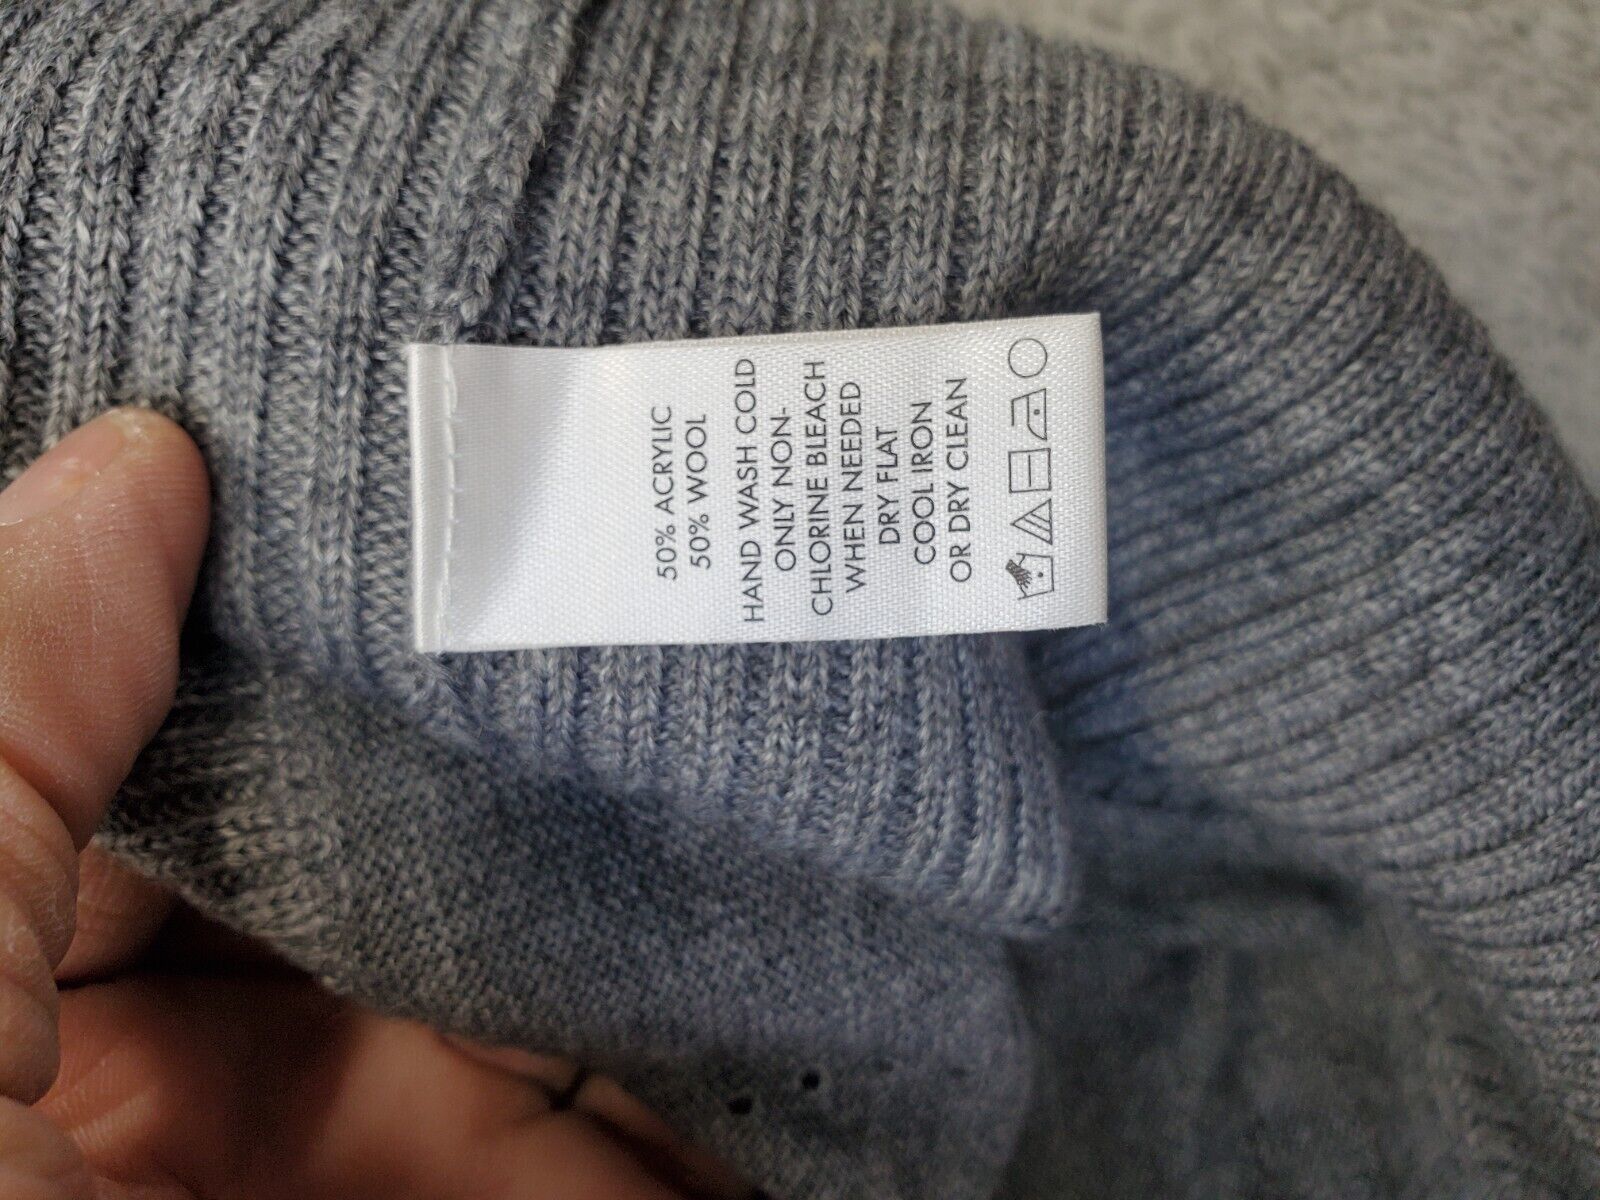 50% ACRYLIC
50% WOOL
HAND WASH COLD
ONLY NON-
CHLORINE BLEACH
WHEN NEEDED
DRY FLAT
COOL IRON
OR DRY CLEAN